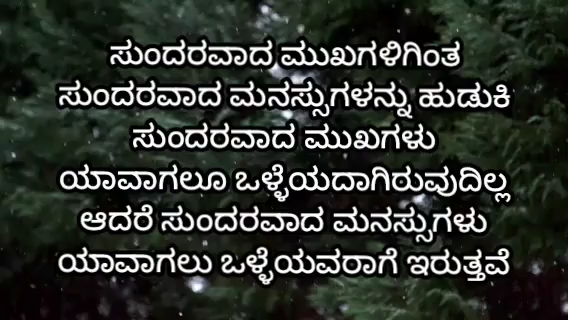 ಸುಂದರವಾದ ಮುಖಗಳಿಗಿಂತ
ಸುಂದರವಾದ ಮನಸ್ಸುಗಳನ್ನು ಹುಡುಕಿ
ಸುಂದರವಾದ ಮುಖಗಳು
ಯಾವಾಗಲೂ ಒಳ್ಳೆಯದಾಗಿರುವುದಿಲ್ಲ
ಆದರೆ ಸುಂದರವಾದ ಮನಸ್ಸುಗಳು
ಯಾವಾಗಲು ಒಳ್ಳೆಯವರಾಗೆ ಇರುತ್ತವೆ